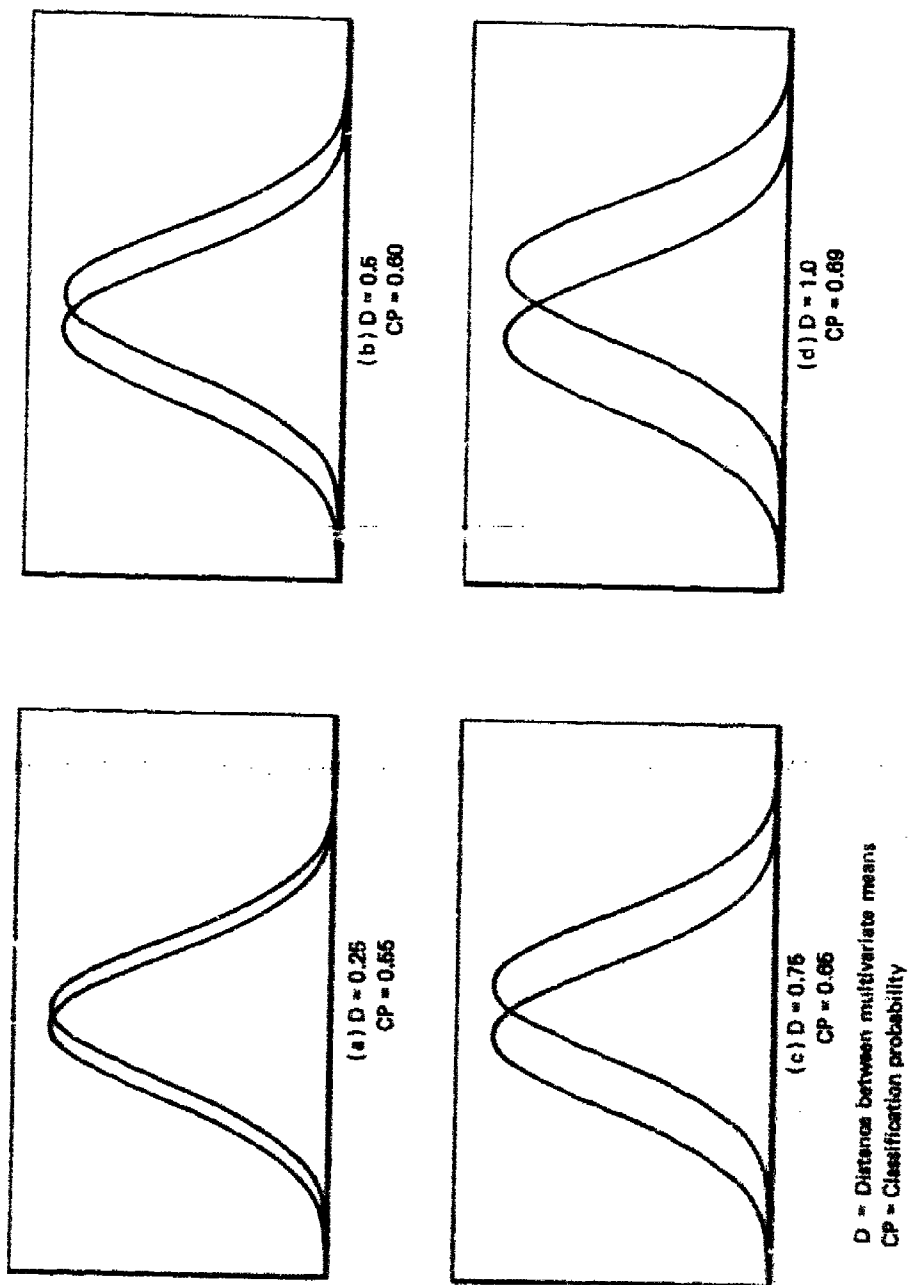 (a) D = 0.25
CP = 0.55
(b) D = 0.5
CP = 0.60
(c) D = 0.75
CP = 0.65
(d) D = 1.0
CP = 0.69
D = Distance between multivariate means
CP = Classification probability